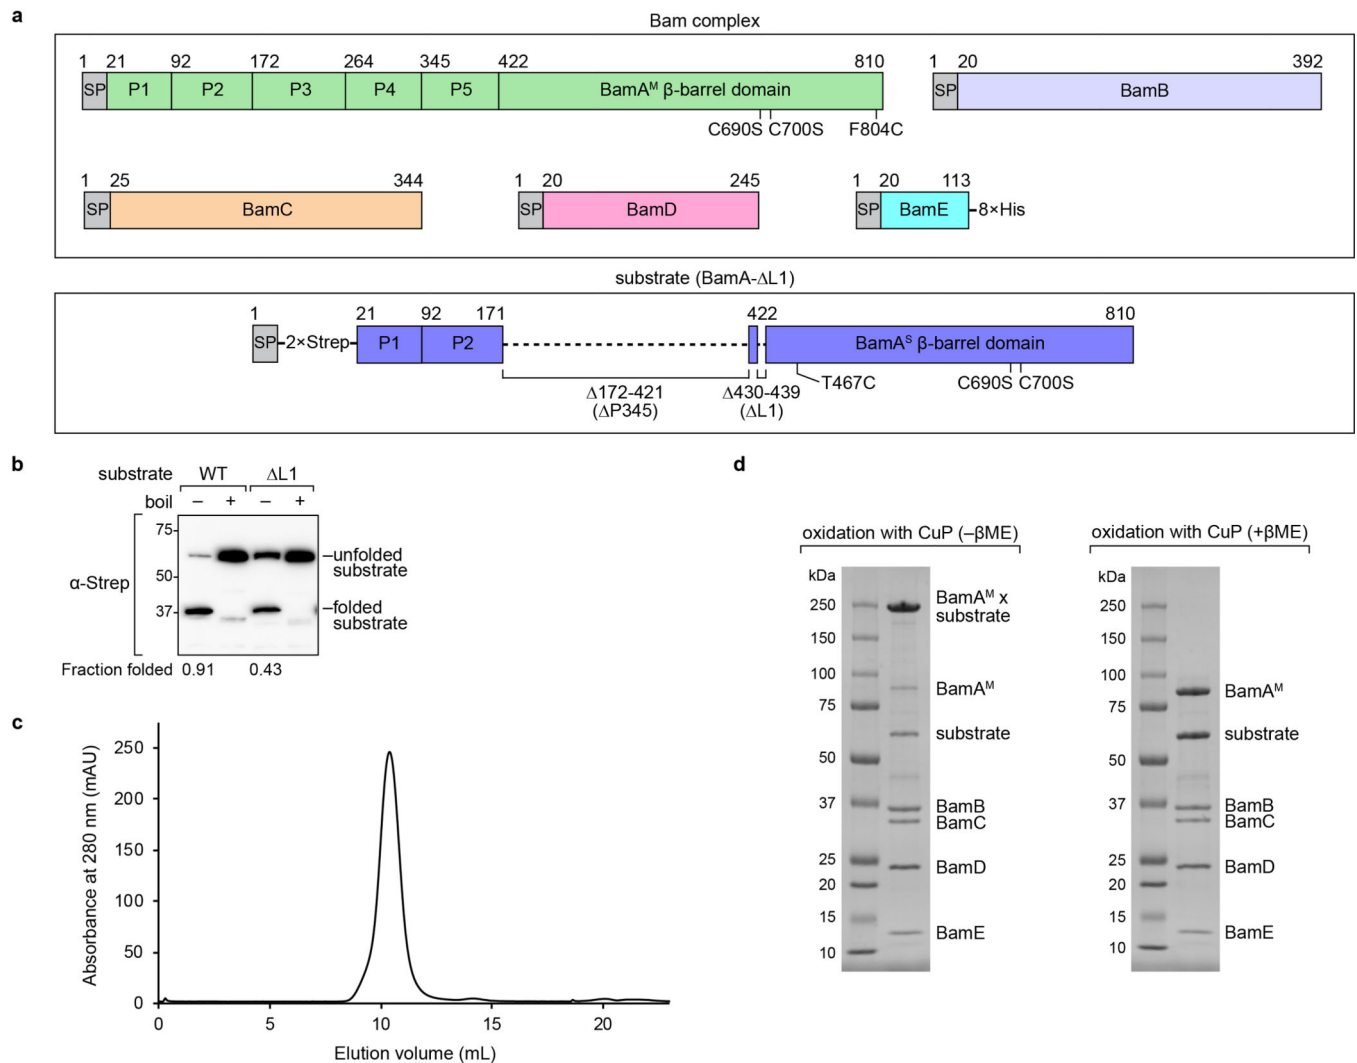 a
Bam complex
1 21 92 172 264 345 422 810
SP P1 P2 P3 P4 P5 BamAᴹ β-barrel domain
C690S C700S F804C
1 20 392
SP BamB
1 25 344
SP BamC
1 20 245
SP BamD
1 20 113
SP BamE 8×His
substrate (BamA-ΔL1)
1 21 92 171 422 810
SP 2×Strep P1 P2 BamAˢ β-barrel domain
T467C C690S C700S
Δ172-421 Δ430-439
(ΔP345) (ΔL1)
b
substrate WT ΔL1
boil – + – +
α-Strep
75
50
37
unfolded
substrate
folded
substrate
Fraction folded 0.91 0.43
c
Absorbance at 280 nm (mAU)
250
200
150
100
50
0
0 5 10 15 20
Elution volume (mL)
d
oxidation with CuP (–βME)
kDa
250
150
100
75
50
37
25
20
15
10
BamAᴹ x
substrate
BamAᴹ
substrate
BamB
BamC
BamD
BamE
oxidation with CuP (+βME)
kDa
250
150
100
75
50
37
25
20
15
10
BamAᴹ
substrate
BamB
BamC
BamD
BamE